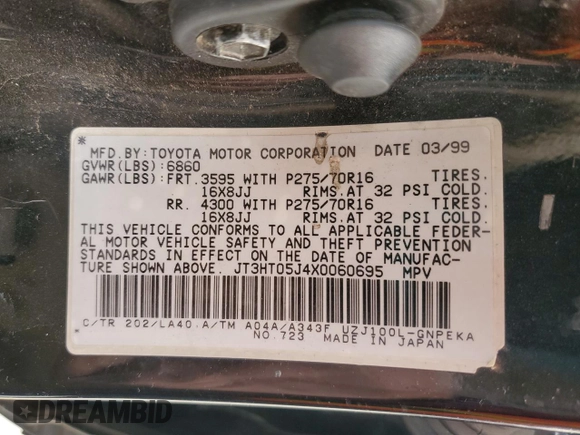 MFD.BY:TOYOTA MOTOR CORPORATION DATE 03/99
GVWR(LBS):6860
GAWR(LBS):FRT. 3595 WITH P275/70R16 TIRES.
16X8JJ RIMS.AT 32 PSI COLD.
RR. 4300 WITH P275/70R16 TIRES.
16X8JJ RIMS.AT 32 PSI COLD.
THIS VEHICLE CONFORMS TO ALL APPLICABLE FEDER-
AL MOTOR VEHICLE SAFETY AND THEFT PREVENTION
STANDARDS IN EFFECT ON THE DATE OF MANUFAC-
TURE SHOWN ABOVE. JT3HT05J4X0060695 MPV
C/TR 202/LA40.A/TM A04A/A343F UZJ100L-GNPEKA
NO.723 MADE IN JAPAN
DREAMBID